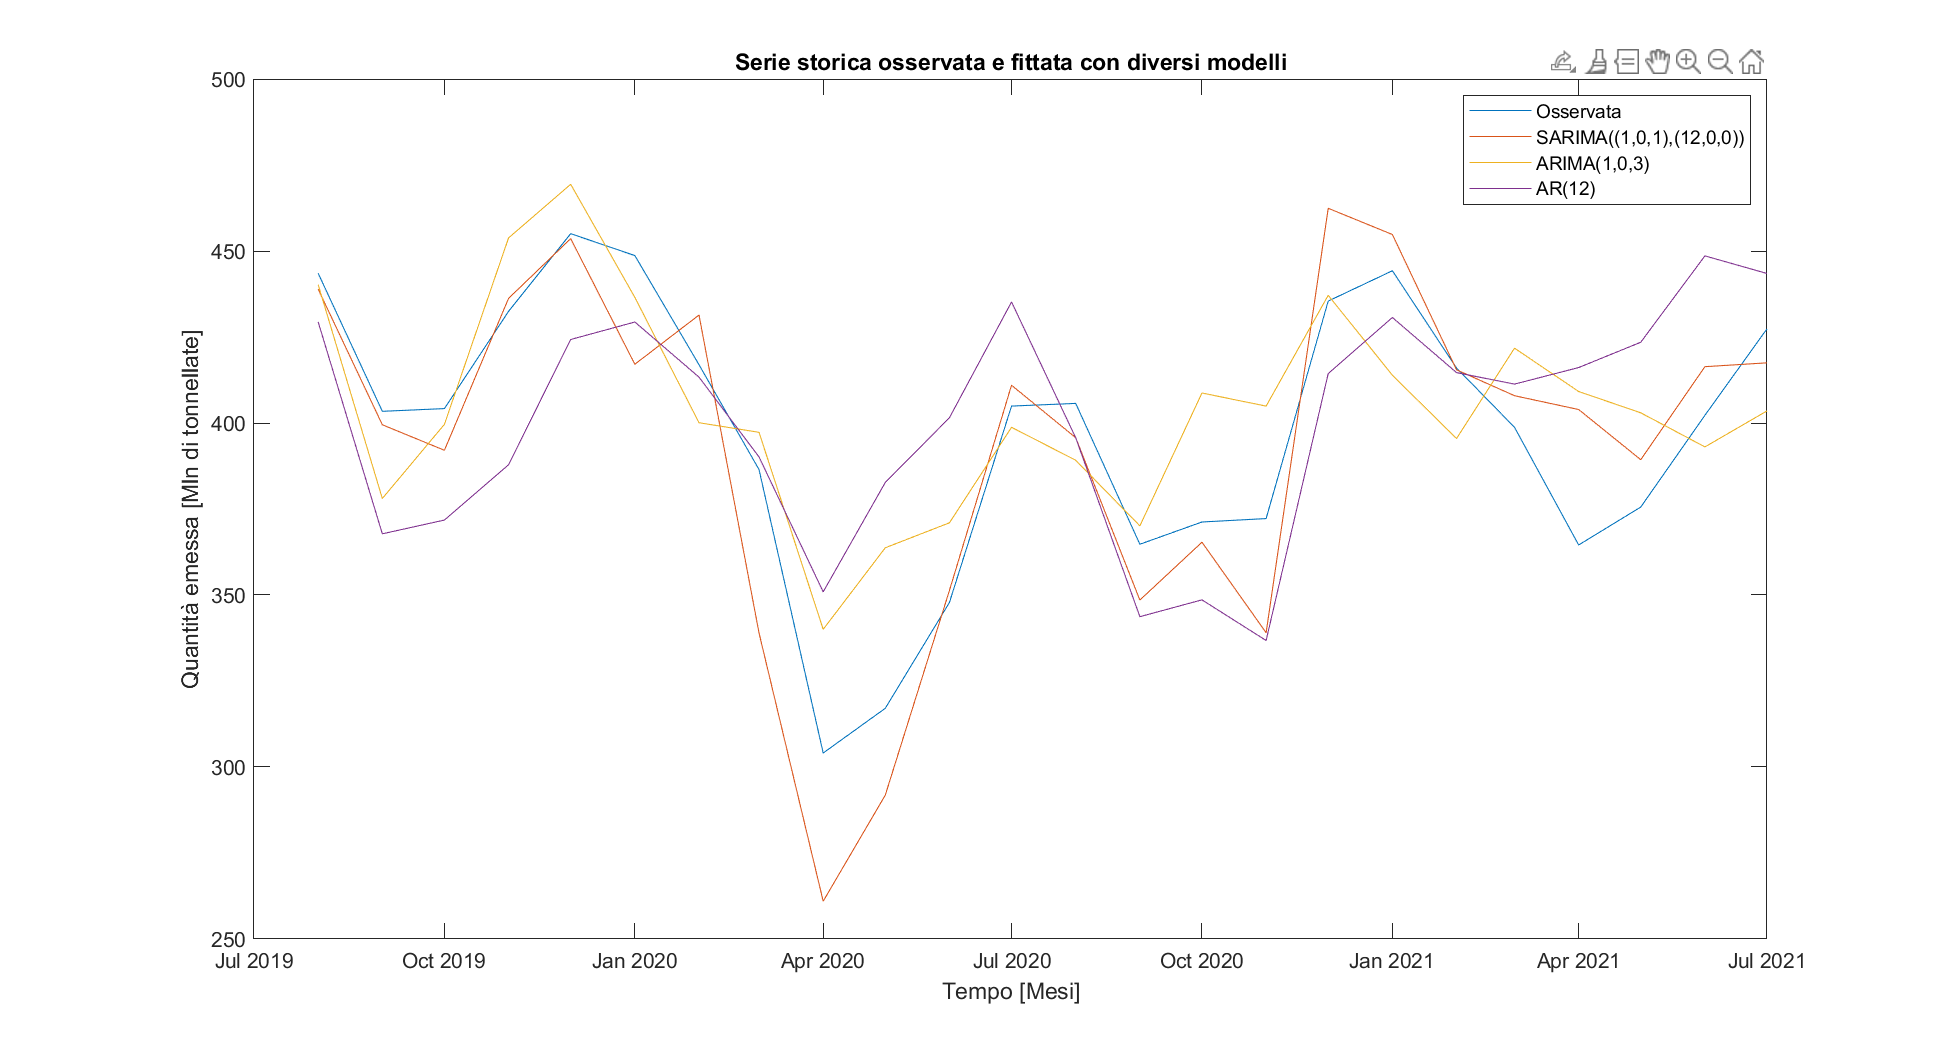 Serie storica osservata e fittata con diversi modelli
500
450
400
350
300
250
Quantità emessa [Mln di tonnellate]
Osservata
SARIMA((1,0,1),(12,0,0))
ARIMA(1,0,3)
AR(12)
Jul 2019
Oct 2019
Jan 2020
Apr 2020
Jul 2020
Oct 2020
Jan 2021
Apr 2021
Jul 2021
Tempo [Mesi]